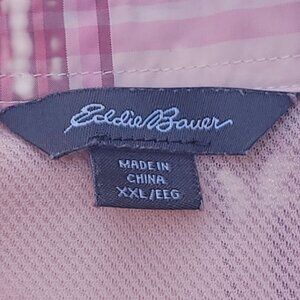 Eddie Bauer
MADE IN
CHINA
XXL/EEG